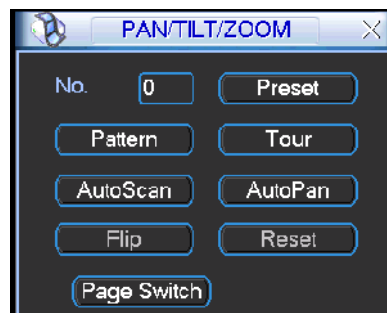 PAN/TILT/ZOOM
No. 0 Preset
Pattern Tour
AutoScan AutoPan
Flip Reset
Page Switch